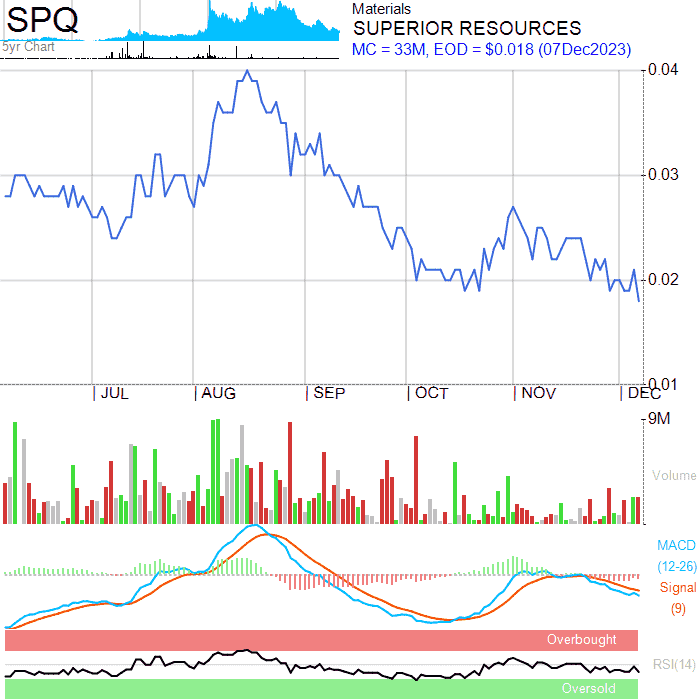 SPQ
5yr Chart
Materials
SUPERIOR RESOURCES
MC = 33M, EOD = $0.018 (07Dec2023)
0.04
0.03
0.02
0.01
JUL AUG SEP OCT NOV DEC
9M
Volume
MACD
(12-26)
Signal
(9)
Overbought
RSI(14)
Oversold